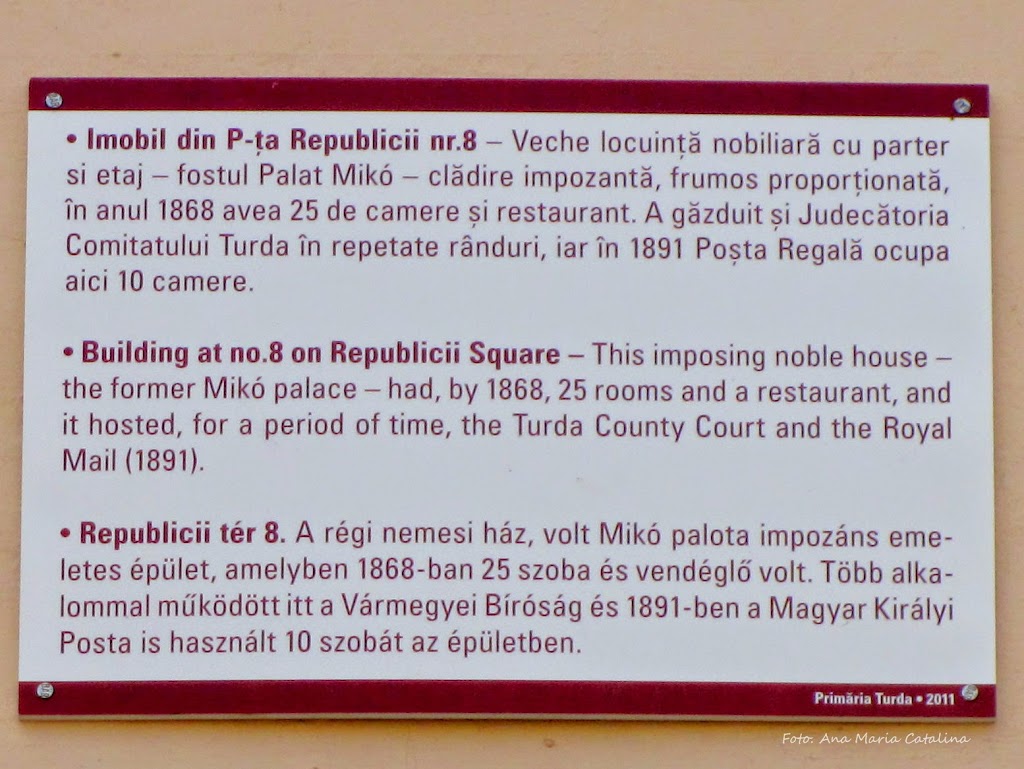 • Imobil din P-ța Republicii nr.8 – Veche locuință nobiliară cu parter
si etaj – fostul Palat Mikó – clădire impozantă, frumos proporționată,
în anul 1868 avea 25 de camere și restaurant. A găzduit și Judecătoria
Comitatului Turda în repetate rânduri, iar în 1891 Poșta Regală ocupa
aici 10 camere.
• Building at no.8 on Republicii Square – This imposing noble house –
the former Mikó palace – had, by 1868, 25 rooms and a restaurant, and
it hosted, for a period of time, the Turda County Court and the Royal
Mail (1891).
• Republicii tér 8. A régi nemesi ház, volt Mikó palota impozáns eme-
letes épület, amelyben 1868-ban 25 szoba és vendéglő volt. Több alka-
lommal működött itt a Vármegyei Bíróság és 1891-ben a Magyar Királyi
Posta is használt 10 szobát az épületben.
Primăria Turda • 2011
Foto: Ana Maria Catalina